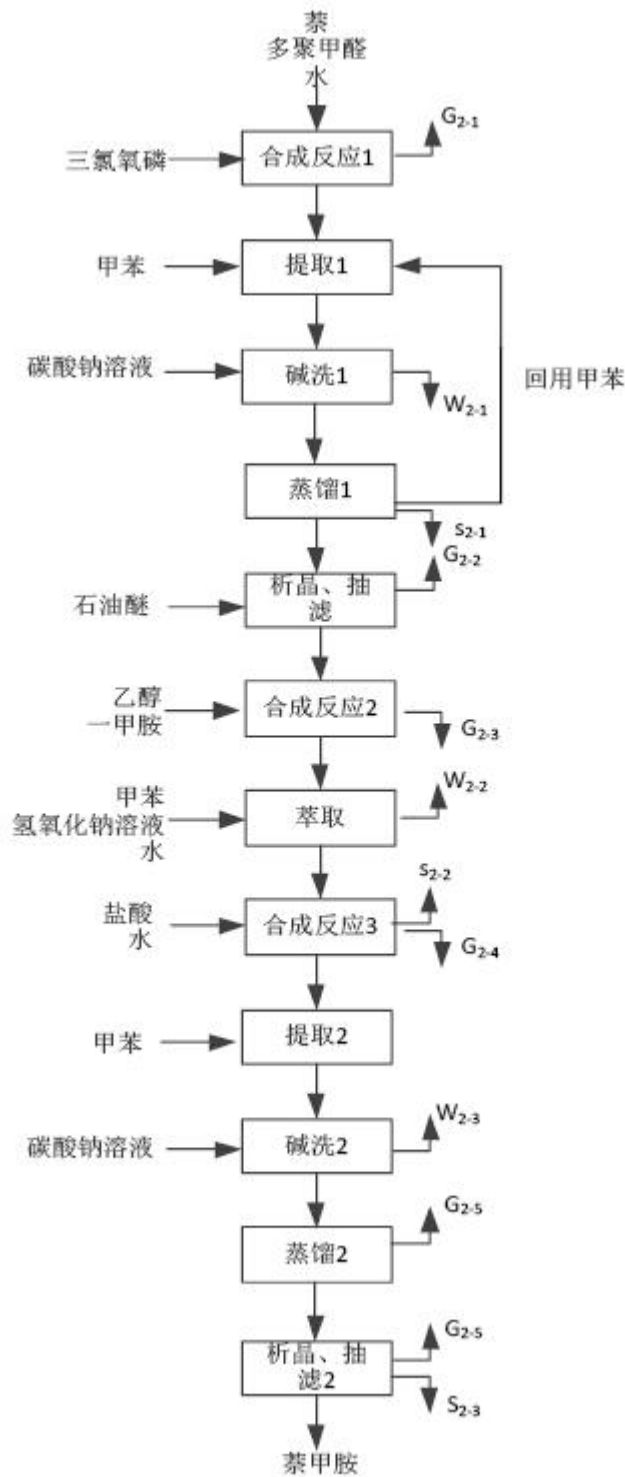 萘
多聚甲醛
水
G2-1
三氯氧磷
合成反应1
甲苯
提取1
碳酸钠溶液
碱洗1
回用甲苯
W2-1
蒸馏1
s2-1
G2-2
石油醚
析晶、抽
滤
乙醇
一甲胺
合成反应2
G2-3
W2-2
甲苯
氢氧化钠溶液
水
萃取
s2-2
盐酸
水
合成反应3
G2-4
甲苯
提取2
W2-3
碳酸钠溶液
碱洗2
G2-5
蒸馏2
G2-5
析晶、抽
滤2
S2-3
萘甲胺